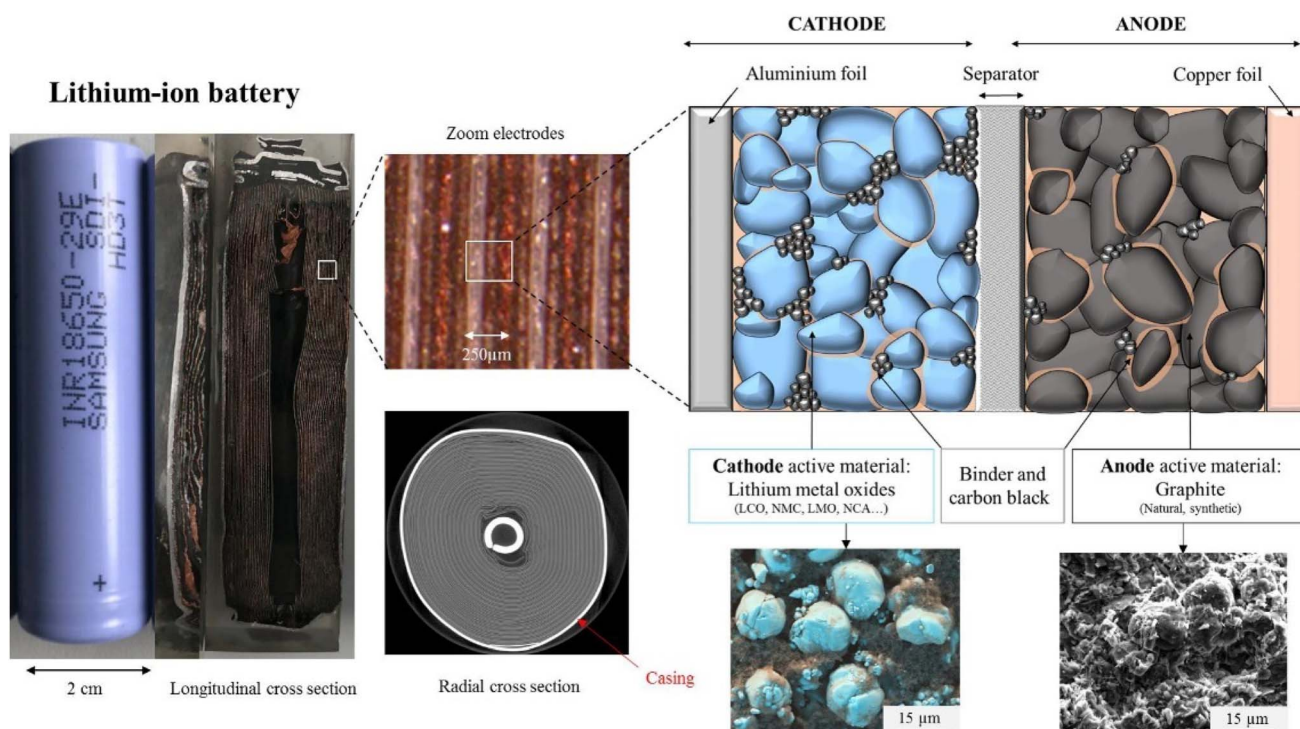 Lithium-ion battery
INR18650-29E
SAMSUNG SDI
HD3T
−
+
2 cm
Longitudinal cross section
Zoom electrodes
250µm
Radial cross section
Casing
CATHODE
ANODE
Aluminium foil
Separator
Copper foil
Cathode active material:
Lithium metal oxides
(LCO, NMC, LMO, NCA…)
Binder and
carbon black
Anode active material:
Graphite
(Natural, synthetic)
15 µm
15 µm